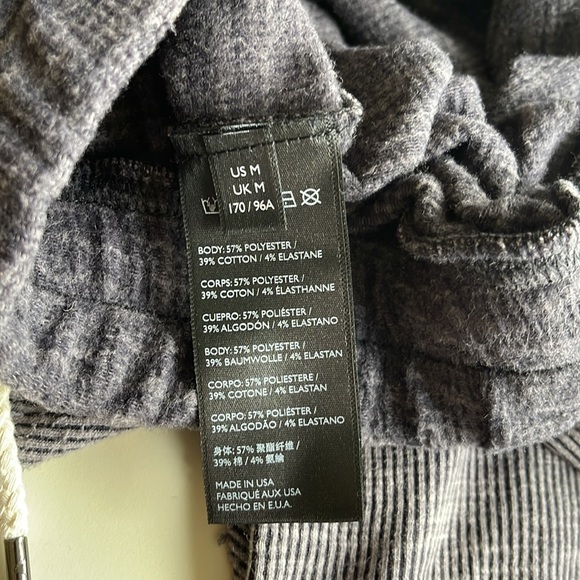 US M
UK M
170 / 96A
BODY: 57% POLYESTER /
39% COTTON / 4% ELASTANE
CORPS: 57% POLYESTER /
39% COTON / 4% ÉLASTHANNE
CUERPO: 57% POLIÉSTER /
39% ALGODÓN / 4% ELASTANO
BODY: 57% POLYESTER /
39% BAUMWOLLE / 4% ELASTAN
CORPO: 57% POLIESTERE /
39% COTONE / 4% ELASTAN
CORPO: 57% POLIÉSTER /
39% ALGODÃO / 4% ELASTANO
身体: 57% 聚酯纤维 /
39% 棉 / 4% 氨綸
MADE IN USA
FABRIQUÉ AUX USA
HECHO EN E.U.A.